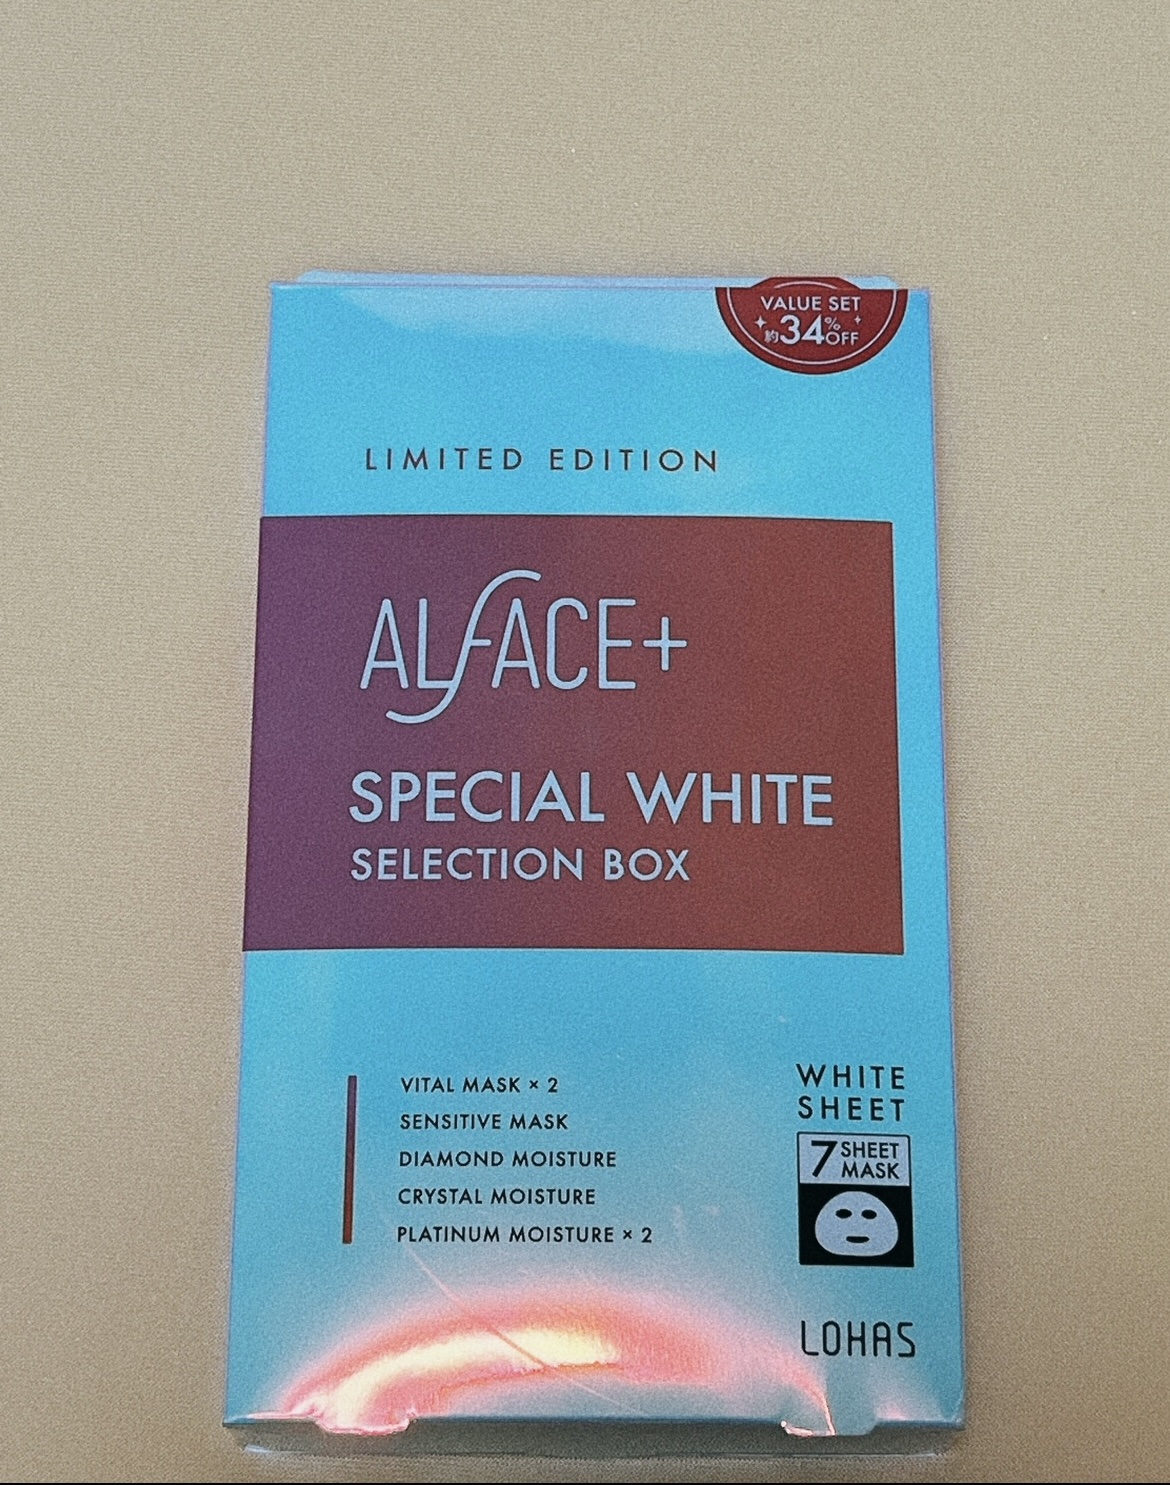 VALUE SET
約34%OFF
LIMITED EDITION
ALFACE+
SPECIAL WHITE
SELECTION BOX
VITAL MASK × 2
SENSITIVE MASK
DIAMOND MOISTURE
CRYSTAL MOISTURE
PLATINUM MOISTURE × 2
WHITE
SHEET
7 SHEET
MASK
LOHAS